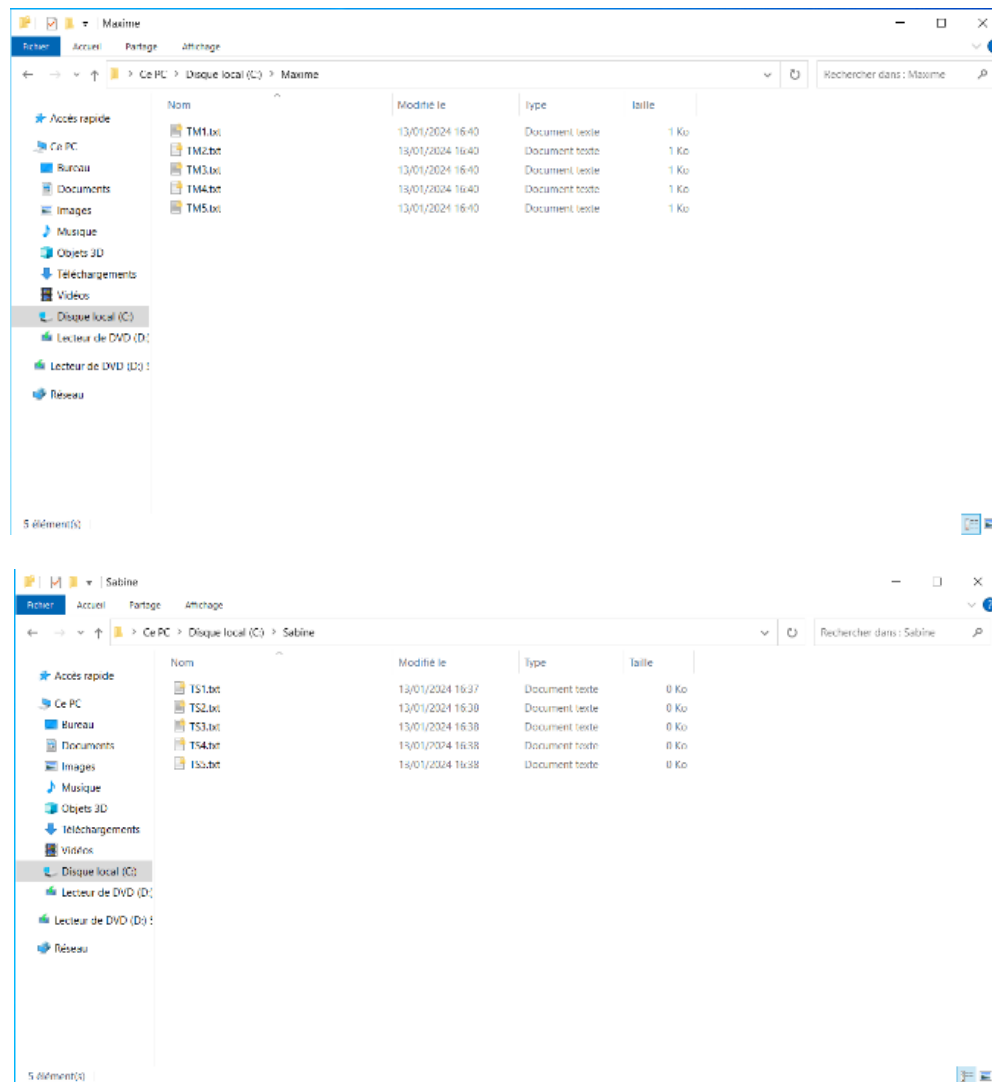 Maxime
Fichier Accueil Partage Affichage
Ce PC > Disque local (C:) > Maxime Rechercher dans : Maxime
Nom Modifié le Type Taille
Accès rapide
TM1.txt 13/01/2024 16:40 Document texte 1 Ko
Ce PC
TM2.txt 13/01/2024 16:40 Document texte 1 Ko
Bureau
TM3.txt 13/01/2024 16:40 Document texte 1 Ko
Documents
TM4.txt 13/01/2024 16:40 Document texte 1 Ko
Images
TM5.txt 13/01/2024 16:40 Document texte 1 Ko
Musique
Objets 3D
Téléchargements
Vidéos
Disque local (C:)
Lecteur de DVD (D:
Lecteur de DVD (D:)
Réseau
5 élément(s)
Sabine
Fichier Accueil Partage Affichage
Ce PC > Disque local (C:) > Sabine Rechercher dans : Sabine
Nom Modifié le Type Taille
Accès rapide
TS1.txt 13/01/2024 16:37 Document texte 0 Ko
Ce PC
TS2.txt 13/01/2024 16:38 Document texte 0 Ko
Bureau
TS3.txt 13/01/2024 16:38 Document texte 0 Ko
Documents
TS4.txt 13/01/2024 16:38 Document texte 0 Ko
Images
TS5.txt 13/01/2024 16:38 Document texte 0 Ko
Musique
Objets 3D
Téléchargements
Vidéos
Disque local (C:)
Lecteur de DVD (D:
Lecteur de DVD (D:)
Réseau
5 élément(s)